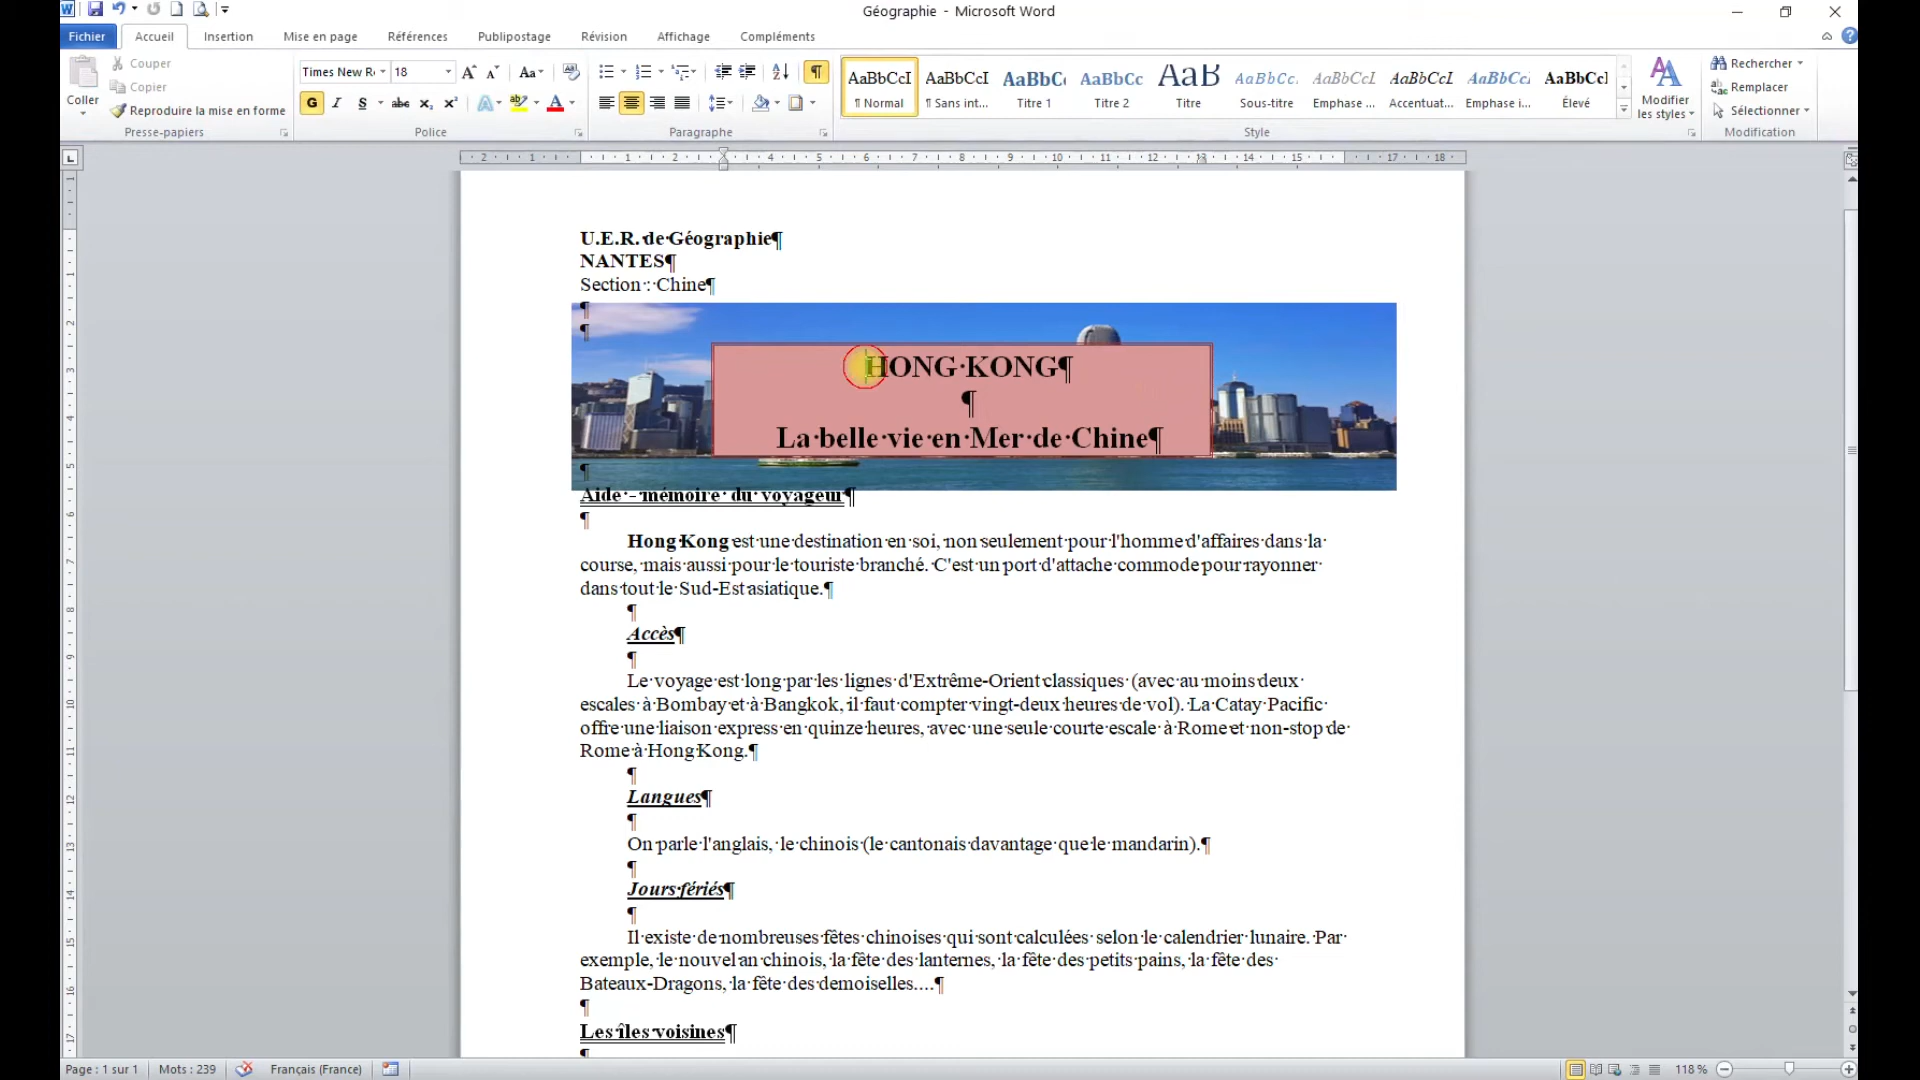 Géographie - Microsoft Word
Fichier Accueil Insertion Mise en page Références Publipostage Révision Affichage Compléments
Coller
Couper
Copier
Reproduire la mise en forme
Presse-papiers
Times New R 18
Police
Paragraphe
AaBbCcI AaBbCcI AaBbC AaBbCc AaB AaBbCc. AaBbCcL AaBbCcL AaBbCcL AaBbCcI
¶ Normal ¶ Sans int... Titre 1 Titre 2 Titre Sous-titre Emphase ... Accentuat... Emphase i... Élevé
Style
Modifier les styles
Rechercher
Remplacer
Sélectionner
Modification
U.E.R. de Géographie¶
NANTES¶
Section : Chine¶
¶
¶
HONG·KONG¶
¶
La·belle·vie·en·Mer·de·Chine¶
¶
Aide - mémoire du voyageur¶
¶
Hong Kong est une destination en soi, non seulement pour l'homme d'affaires dans la
course, mais aussi pour le touriste branché. C'est un port d'attache commode pour rayonner
dans tout le Sud-Est asiatique.¶
¶
Accès¶
¶
Le voyage est long par les lignes d'Extrême-Orient classiques (avec au moins deux
escales à Bombay et à Bangkok, il faut compter vingt-deux heures de vol). La Catay Pacific
offre une liaison express en quinze heures, avec une seule courte escale à Rome et non-stop de
Rome à Hong Kong.¶
¶
Langues¶
¶
On parle l'anglais, le chinois (le cantonais davantage que le mandarin).¶
¶
Jours fériés¶
¶
Il existe de nombreuses fêtes chinoises qui sont calculées selon le calendrier lunaire. Par
exemple, le nouvel an chinois, la fête des lanternes, la fête des petits pains, la fête des
Bateaux-Dragons, la fête des demoiselles....¶
¶
Les îles voisines¶
Page : 1 sur 1 Mots : 239 Français (France) 118 %